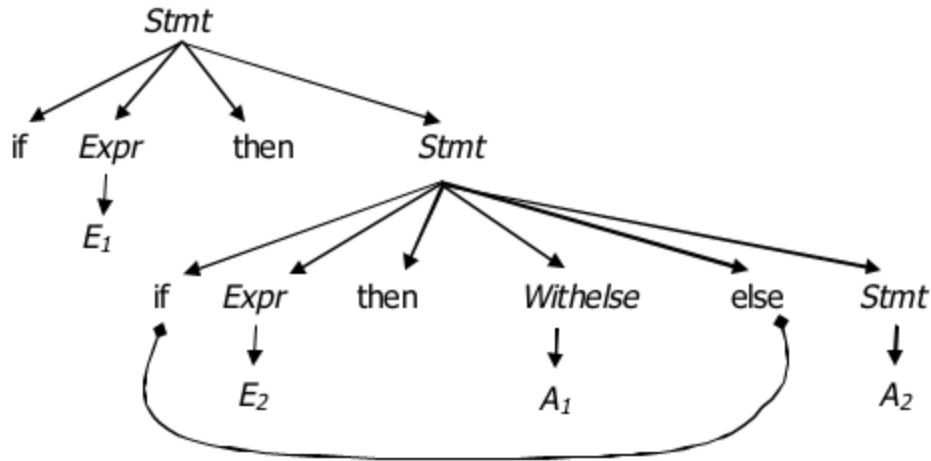 Stmt
if Expr then Stmt
E1
if Expr then Withelse else Stmt
E2 A1 A2